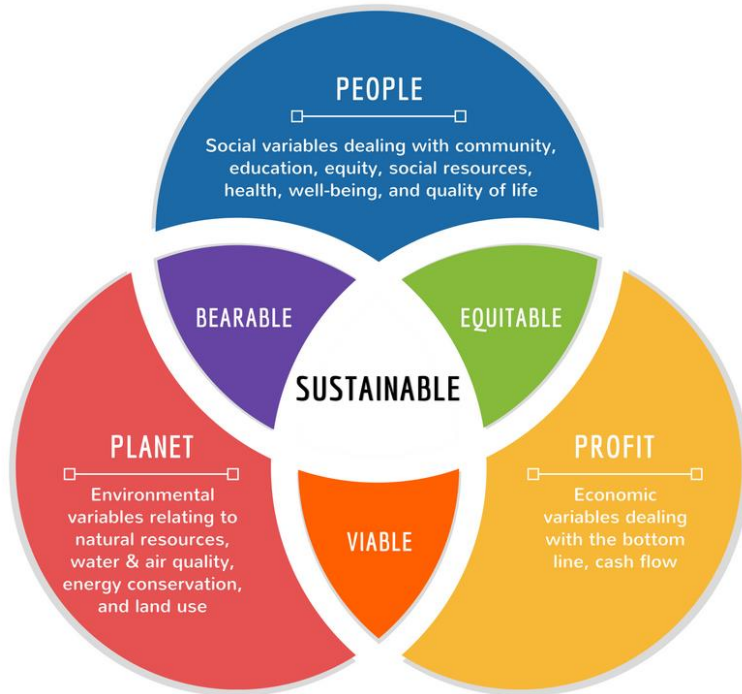 PEOPLE
Social variables dealing with community,
education, equity, social resources,
health, well-being, and quality of life
BEARABLE
EQUITABLE
SUSTAINABLE
PLANET
Environmental
variables relating to
natural resources,
water & air quality,
energy conservation,
and land use
PROFIT
Economic
variables dealing
with the bottom
line, cash flow
VIABLE